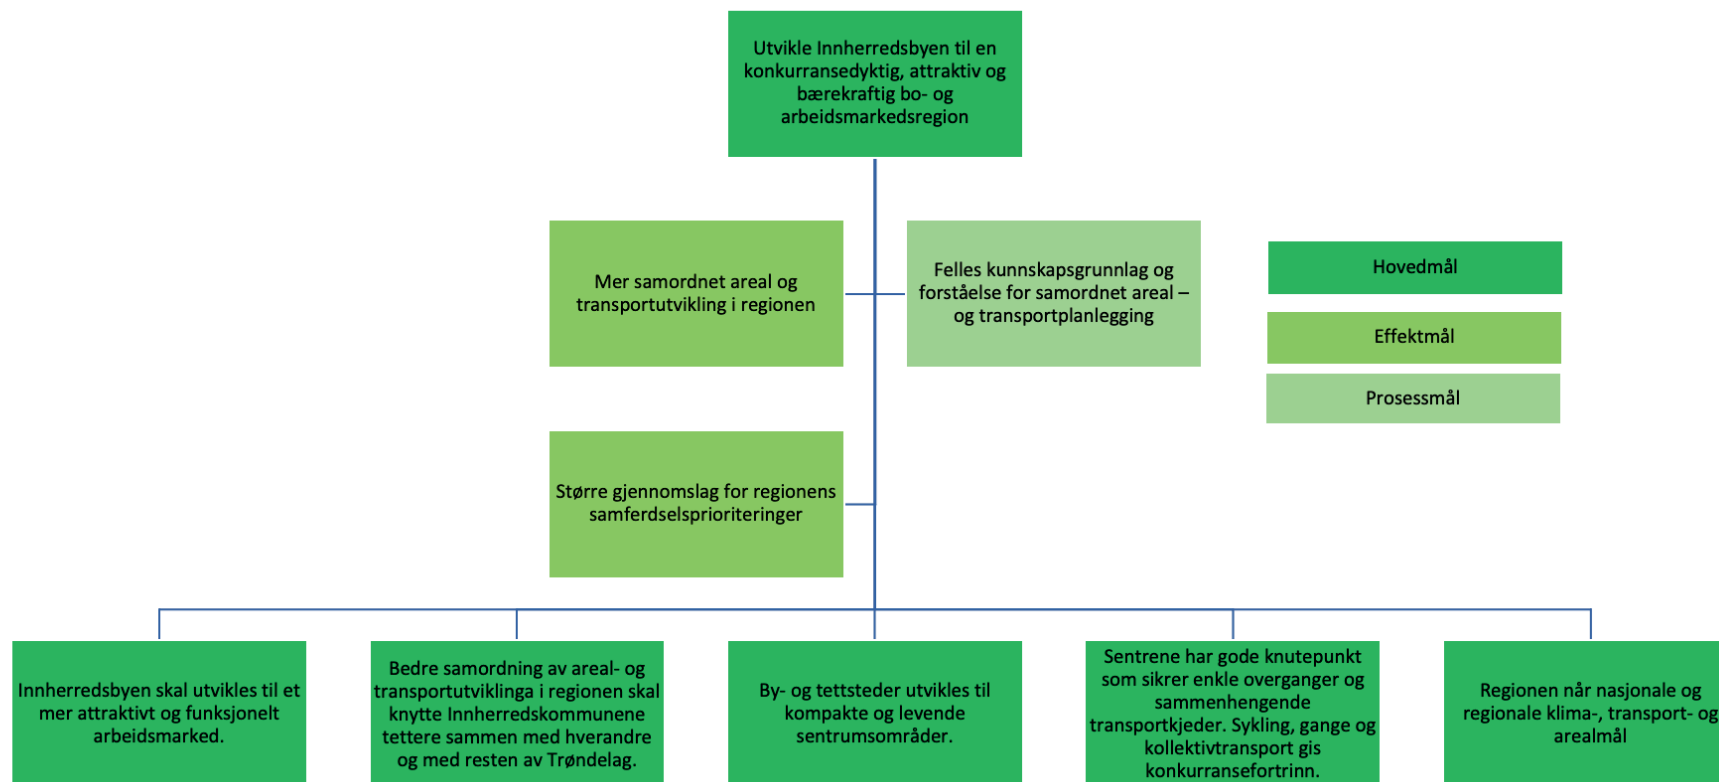 Utvikle Innherredsbyen til en
konkurransedyktig, attraktiv og
bærekraftig bo- og
arbeidsmarkedsregion
Mer samordnet areal og
transportutvikling i regionen
Felles kunnskapsgrunnlag og
forståelse for samordnet areal –
og transportplanlegging
Hovedmål
Effektmål
Prosessmål
Større gjennomslag for regionens
samferdselsprioriteringer
Innherredsbyen skal utvikles til et
mer attraktivt og funksjonelt
arbeidsmarked.
Bedre samordning av areal- og
transportutviklinga i regionen skal
knytte Innherredskommunene
tettere sammen med hverandre
og med resten av Trøndelag.
By- og tettsteder utvikles til
kompakte og levende
sentrumsområder.
Sentrene har gode knutepunkt
som sikrer enkle overganger og
sammenhengende
transportkjeder. Sykling, gange og
kollektivtransport gis
konkurransefortrinn.
Regionen når nasjonale og
regionale klima-, transport- og
arealmål